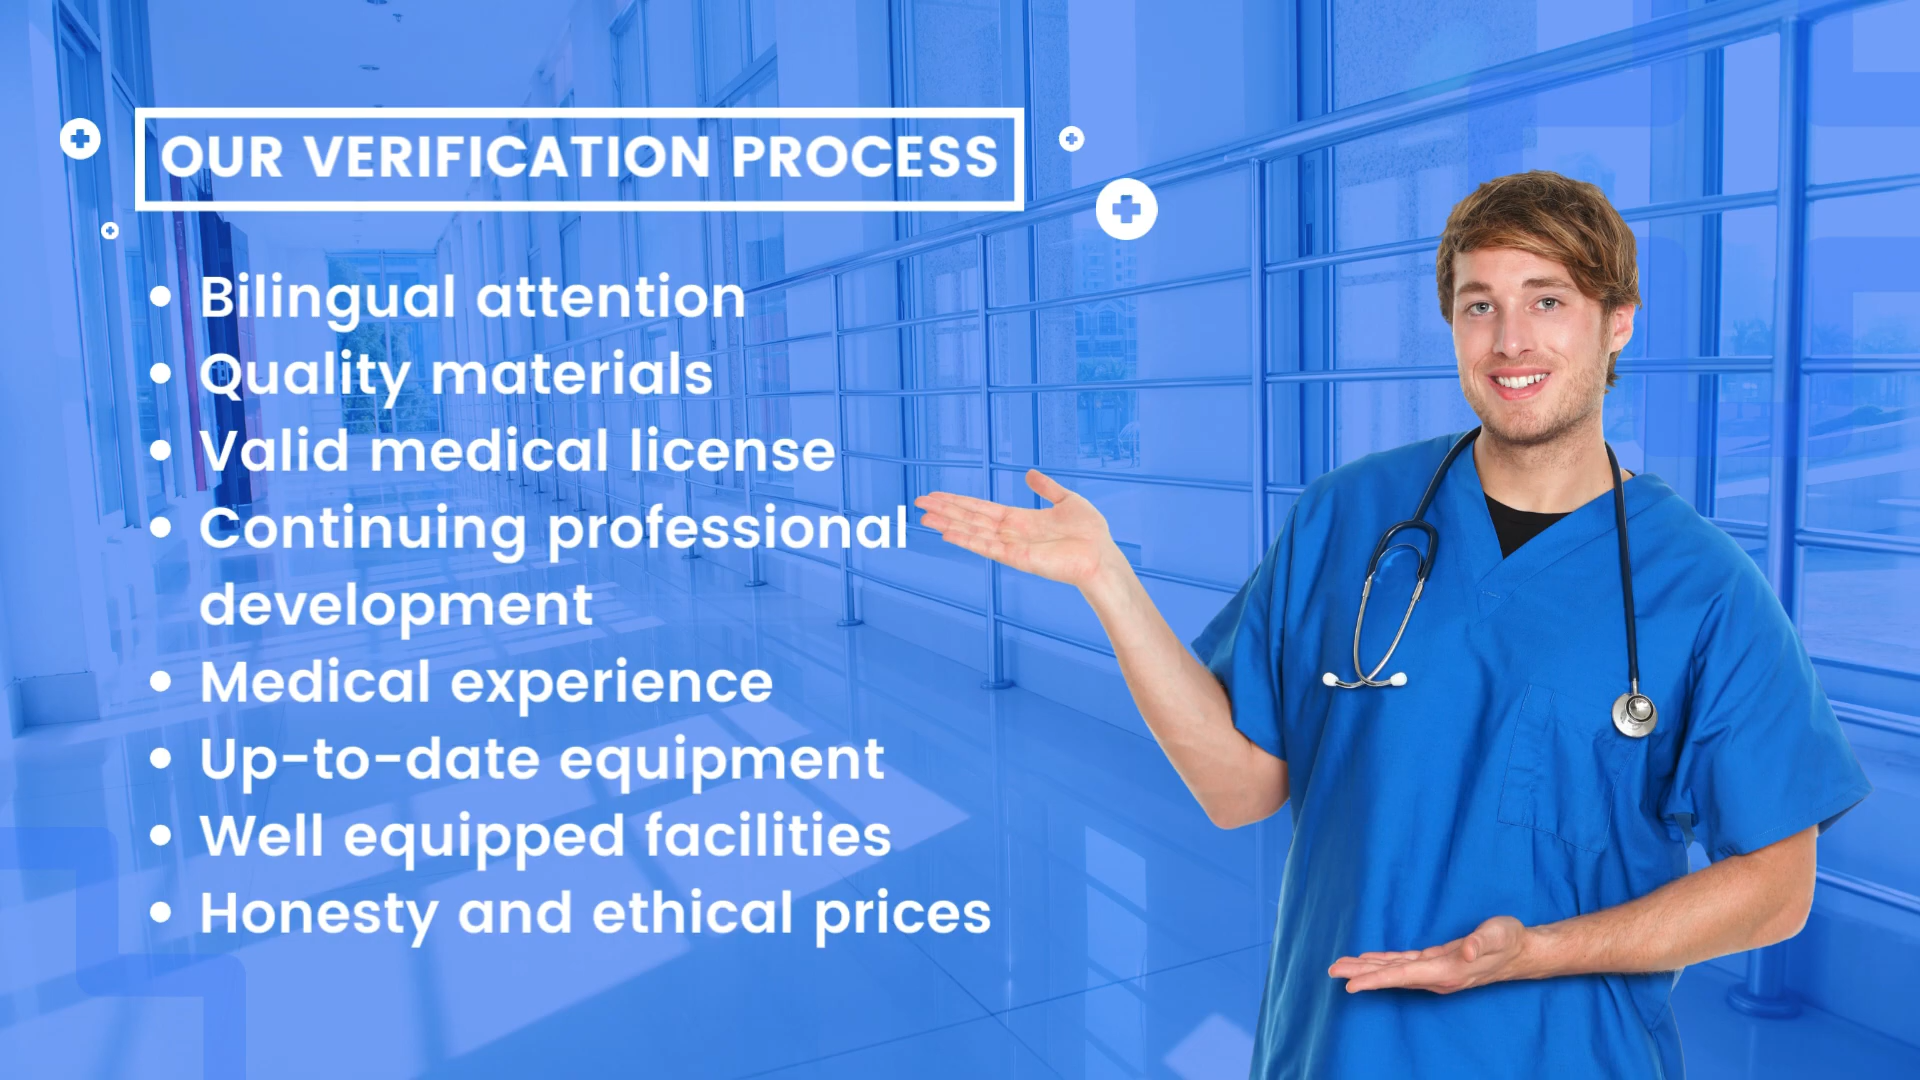 OUR VERIFICATION PROCESS
• Bilingual attention
• Quality materials
• Valid medical license
• Continuing professional
development
• Medical experience
• Up-to-date equipment
• Well equipped facilities
• Honesty and ethical prices